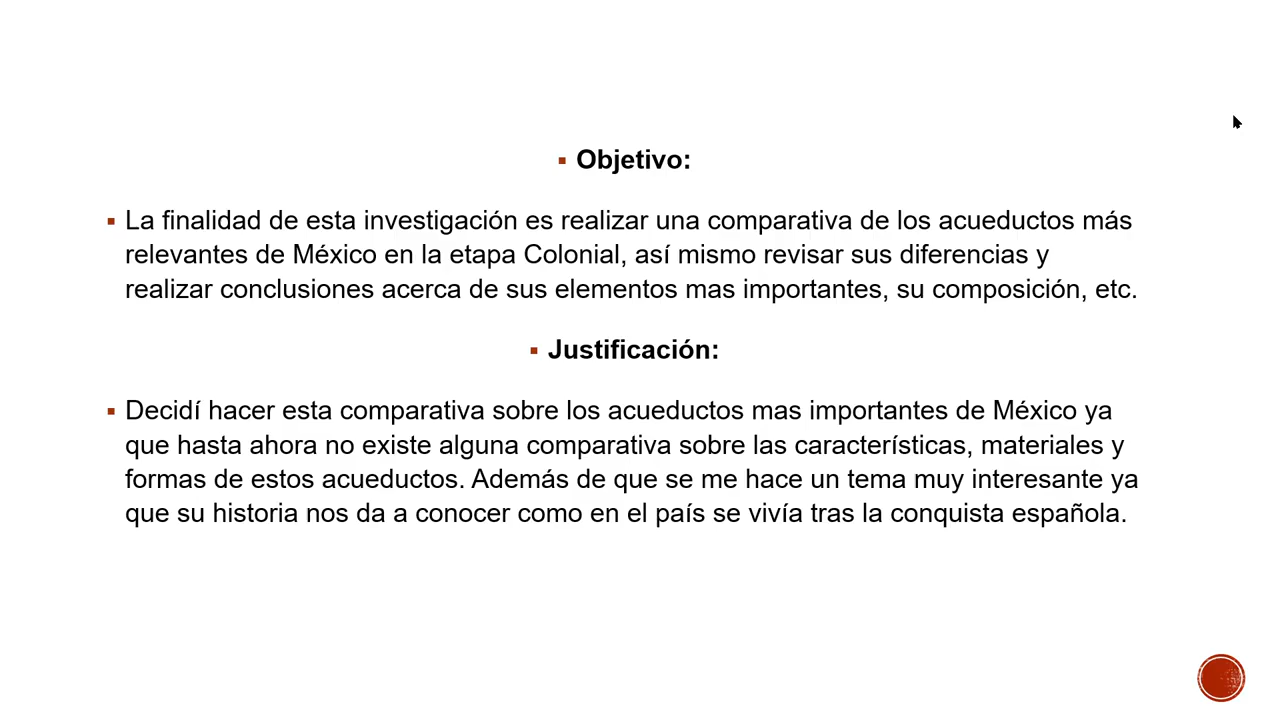 ▪ Objetivo:
▪ La finalidad de esta investigación es realizar una comparativa de los acueductos más
relevantes de México en la etapa Colonial, así mismo revisar sus diferencias y
realizar conclusiones acerca de sus elementos mas importantes, su composición, etc.
▪ Justificación:
▪ Decidí hacer esta comparativa sobre los acueductos mas importantes de México ya
que hasta ahora no existe alguna comparativa sobre las características, materiales y
formas de estos acueductos. Además de que se me hace un tema muy interesante ya
que su historia nos da a conocer como en el país se vivía tras la conquista española.